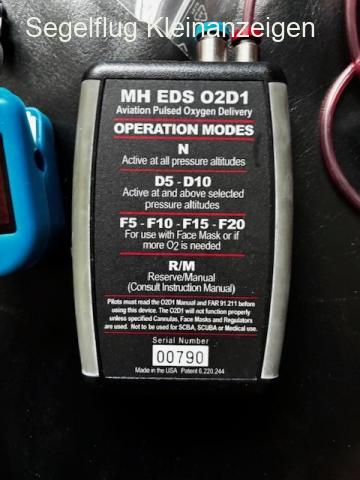 Segelflug Kleinanzeigen
MH EDS O2D1
Aviation Pulsed Oxygen Delivery
OPERATION MODES
N
Active at all pressure altitudes
D5 - D10
Active at and above selected
pressure altitudes
F5 - F10 - F15 - F20
For use with Face Mask or if
more O2 is needed
R/M
Reserve/Manual
(Consult Instruction Manual)
Pilots must read the O2D1 Manual and FAR 91.211 before
using this device. The O2D1 will not function properly
unless specified Cannulas, Face Masks and Regulators
are used. Not to be used for SCBA, SCUBA or Medical use.
Serial Number
00790
Made in the USA Patent 6,220,244